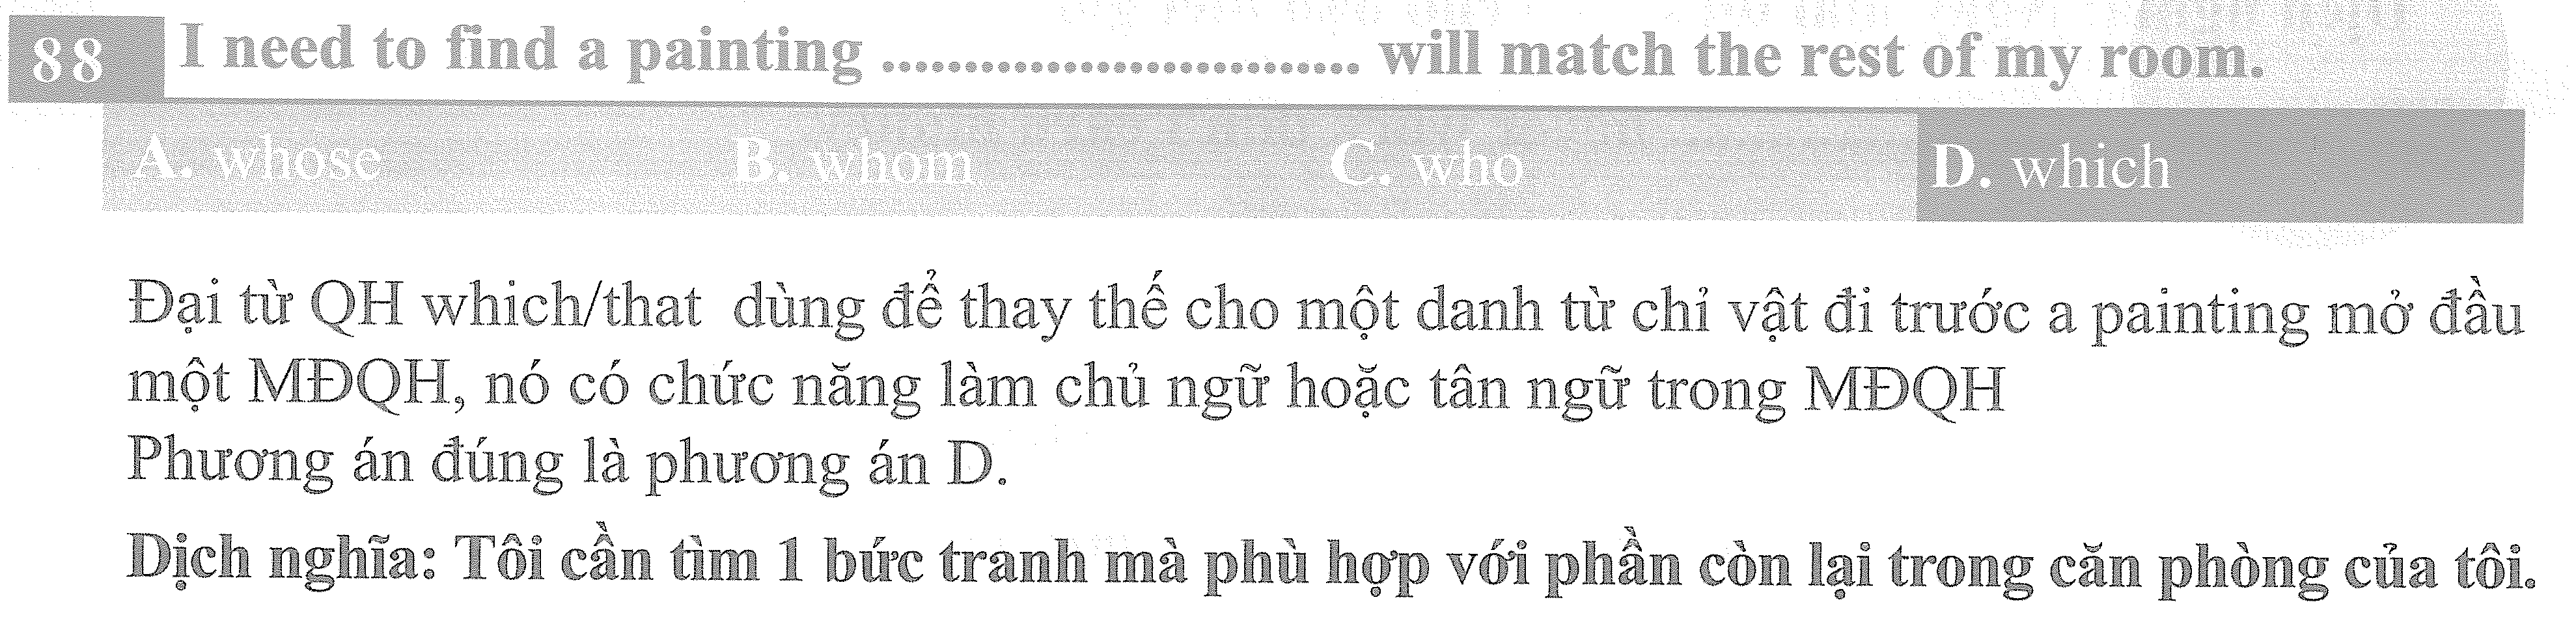 88 I need to find a painting ............................. will match the rest of my room.
A. whose B. whom C. who D. which
Đại từ QH which/that dùng để thay thế cho một danh từ chỉ vật đi trước a painting mở đầu
một MĐQH, nó có chức năng làm chủ ngữ hoặc tân ngữ trong MĐQH
Phương án đúng là phương án D.
Dịch nghĩa: Tôi cần tìm 1 bức tranh mà phù hợp với phần còn lại trong căn phòng của tôi.